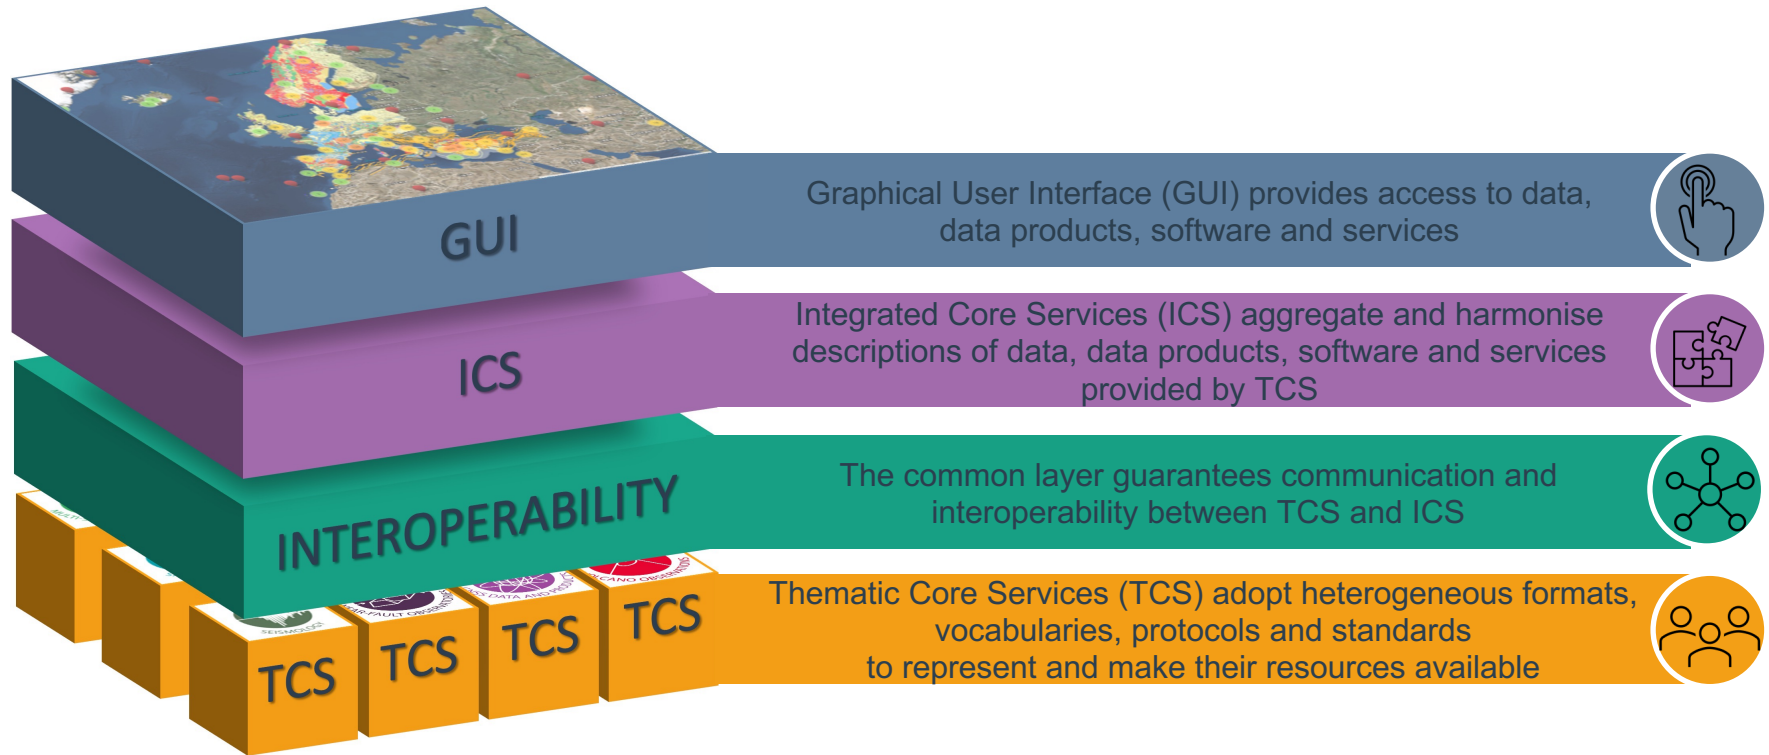 GUI
Graphical User Interface (GUI) provides access to data,
data products, software and services
ICS
Integrated Core Services (ICS) aggregate and harmonise
descriptions of data, data products, software and services
provided by TCS
INTEROPERABILITY
The common layer guarantees communication and
interoperability between TCS and ICS
SEISMOLOGY
TCS
TCS
TCS
TCS
Thematic Core Services (TCS) adopt heterogeneous formats,
vocabularies, protocols and standards
to represent and make their resources available